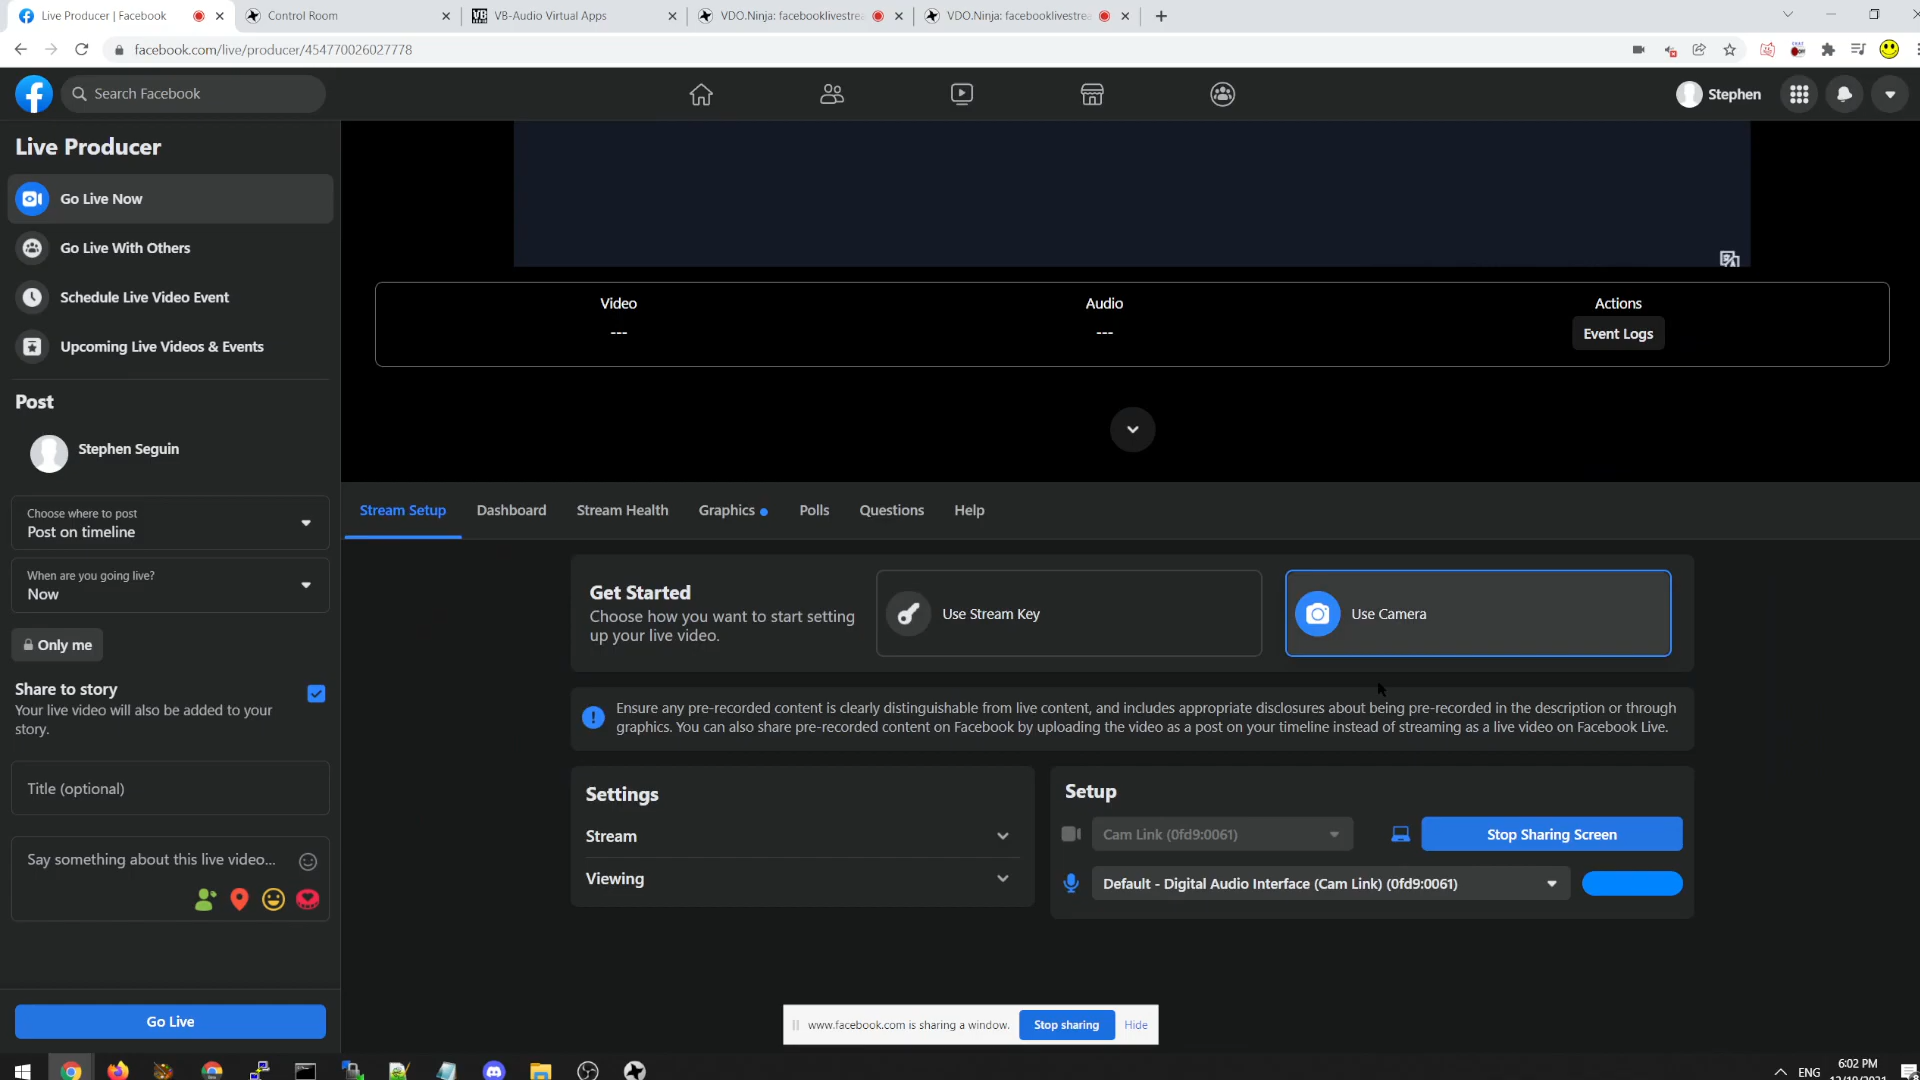 Live Producer | Facebook
Control Room
VB-Audio Virtual Apps
VDO.Ninja: facebooklivestre
VDO.Ninja: facebooklivestre
facebook.com/live/producer/454770026027778
Search Facebook
Stephen
Live Producer
Go Live Now
Go Live With Others
Schedule Live Video Event
Upcoming Live Videos & Events
Post
Stephen Seguin
Choose where to post
Post on timeline
When are you going live?
Now
Only me
Share to story
Your live video will also be added to your
story.
Title (optional)
Say something about this live video...
Go Live
Video
---
Audio
---
Actions
Event Logs
Stream Setup
Dashboard
Stream Health
Graphics
Polls
Questions
Help
Get Started
Choose how you want to start setting
up your live video.
Use Stream Key
Use Camera
Ensure any pre-recorded content is clearly distinguishable from live content, and includes appropriate disclosures about being pre-recorded in the description or through
graphics. You can also share pre-recorded content on Facebook by uploading the video as a post on your timeline instead of streaming as a live video on Facebook Live.
Settings
Stream
Viewing
Setup
Cam Link (0fd9:0061)
Stop Sharing Screen
Default - Digital Audio Interface (Cam Link) (0fd9:0061)
www.facebook.com is sharing a window.
Stop sharing
Hide
ENG
6:02 PM